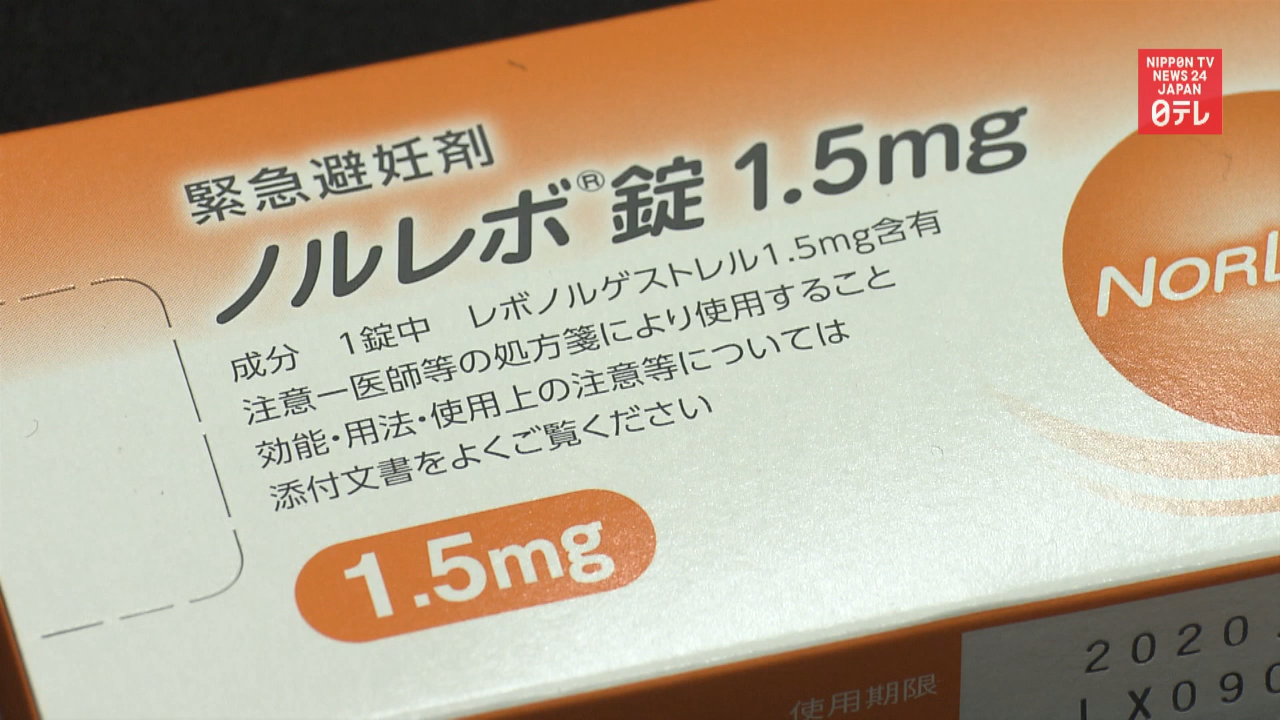 NIPPON TV
NEWS 24
JAPAN
日テレ
緊急避妊剤
ノルレボ®錠 1.5mg
成分 1錠中 レボノルゲストレル1.5mg含有
注意ー医師等の処方箋により使用すること
効能・用法・使用上の注意等については
添付文書をよくご覧ください
1.5mg
NORL
使用期限
2020
LX090